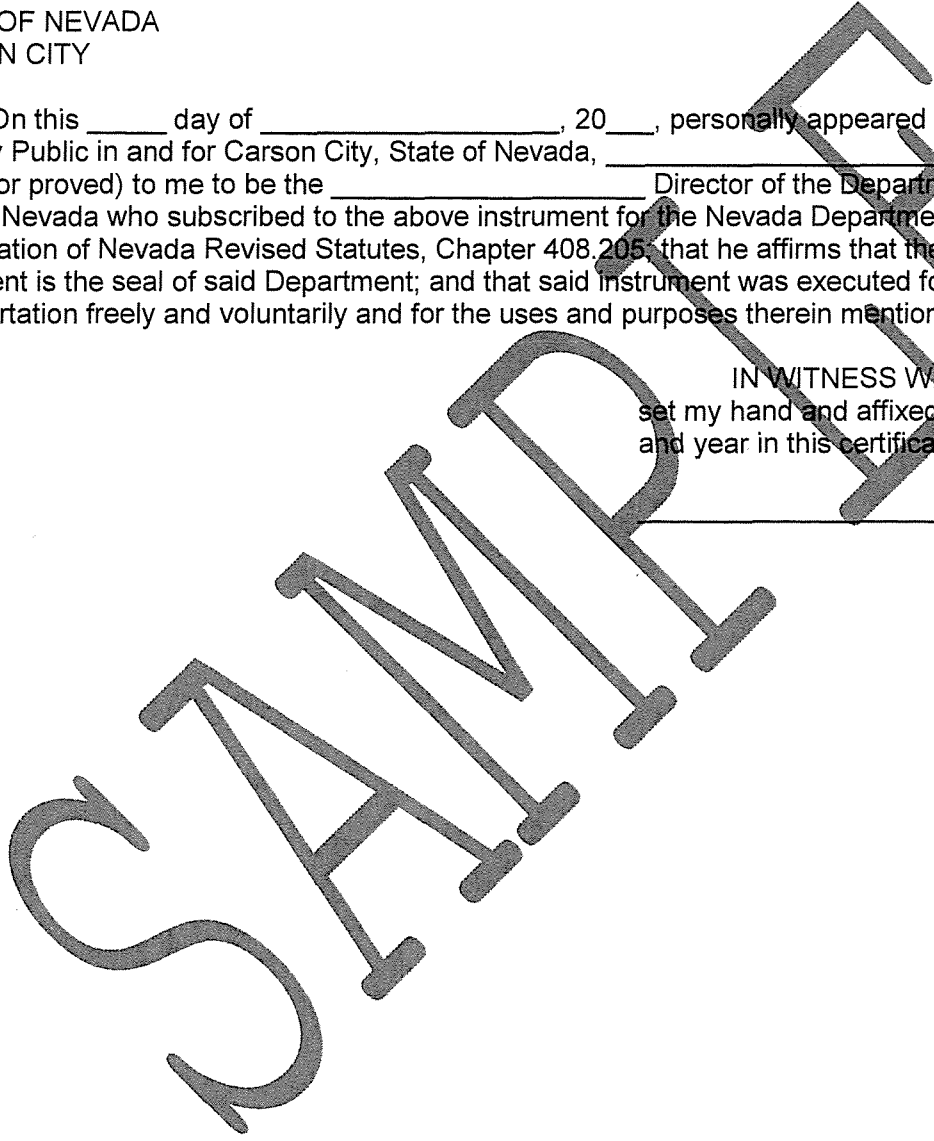 OF NEVADA
N CITY
On this _____ day of ___________________, 20___, personally appeared
Public in and for Carson City, State of Nevada, _____________________
or proved) to me to be the ____________________ Director of the Departm
Nevada who subscribed to the above instrument for the Nevada Departme
ation of Nevada Revised Statutes, Chapter 408.205; that he affirms that the
ent is the seal of said Department; and that said instrument was executed fo
rtation freely and voluntarily and for the uses and purposes therein mention
IN WITNESS W
set my hand and affixed
and year in this certifica
SAMPLE